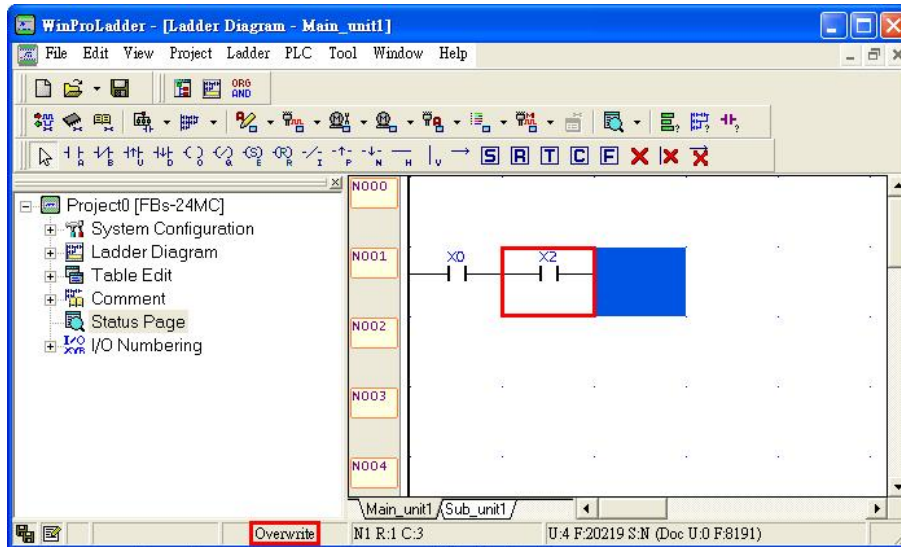 WinProLadder - [Ladder Diagram - Main_unit1]
File Edit View Project Ladder PLC Tool Window Help
ORG
AND
A B U D O Q E R I P N H V S R T C F
N000
Project0 [FBs-24MC]
System Configuration
Ladder Diagram
N001 X0 X2
Table Edit
Comment
Status Page
N002
I/O XYR I/O Numbering
N003
N004
Main_unit1 Sub_unit1
Overwrite N1 R:1 C:3 U:4 F:20219 S:N (Doc U:0 F:8191)